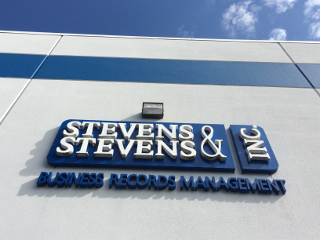 STEVENS &
STEVENS INC.
BUSINESS RECORDS MANAGEMENT